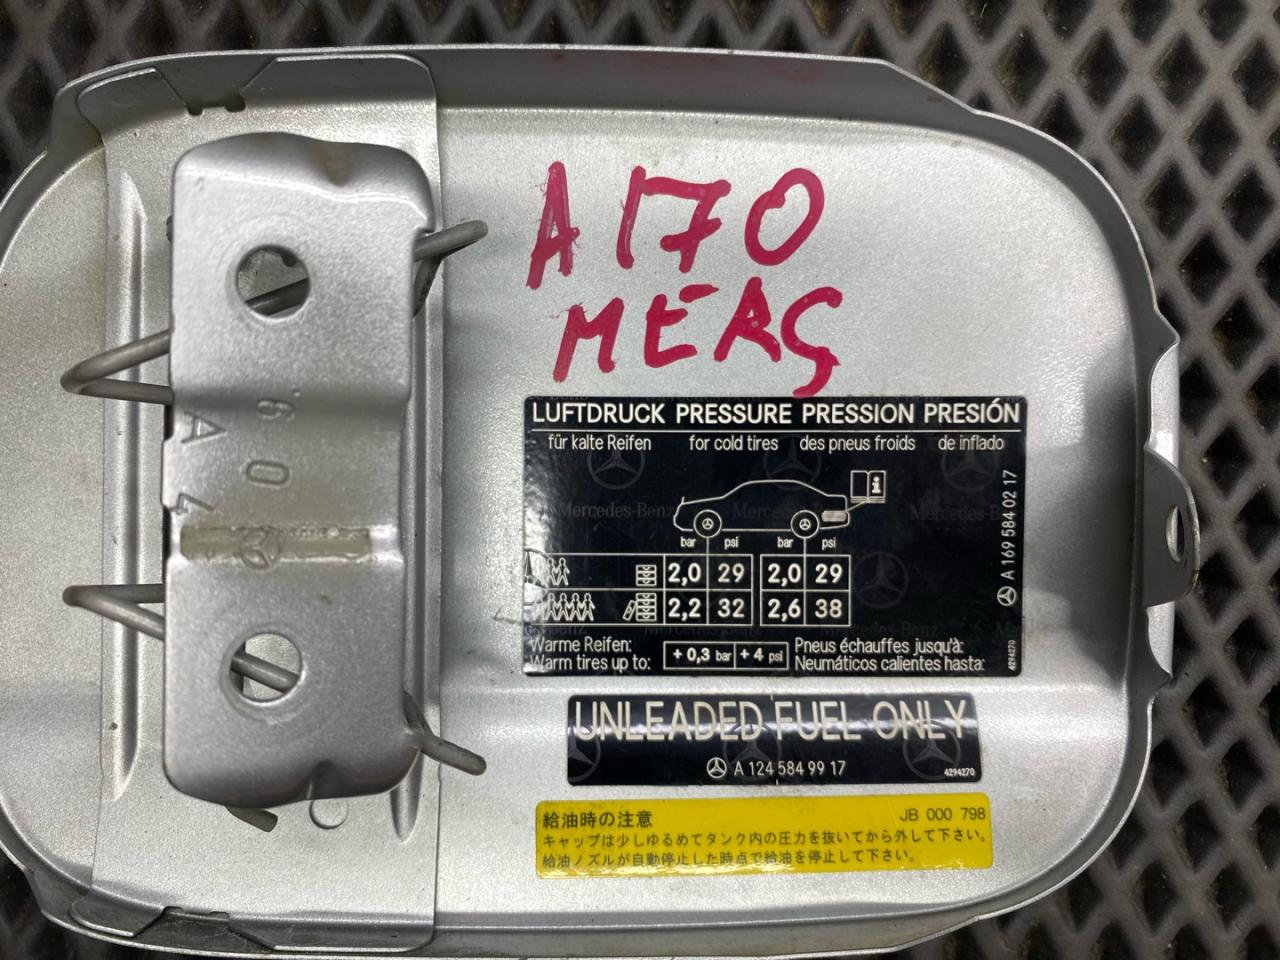 A170
MERS
LUFTDRUCK PRESSURE PRESSION PRESIÓN
für kalte Reifen for cold tires des pneus froids de inflado
Mercedes-Benz
i
bar psi bar psi
2,0 29 2,0 29
2,2 32 2,6 38
Warme Reifen: + 0,3 bar + 4 psi Pneus échauffes jusqu'à:
Warm tires up to: Neumáticos calientes hasta:
A 169 584 02 17
4294270
UNLEADED FUEL ONLY
A 124 584 99 17
4294270
給油時の注意 JB 000 798
キャップは少しゆるめてタンク内の圧力を抜いてから外して下さい。
給油ノズルが自動停止した時点で給油を停止して下さい。
604
A